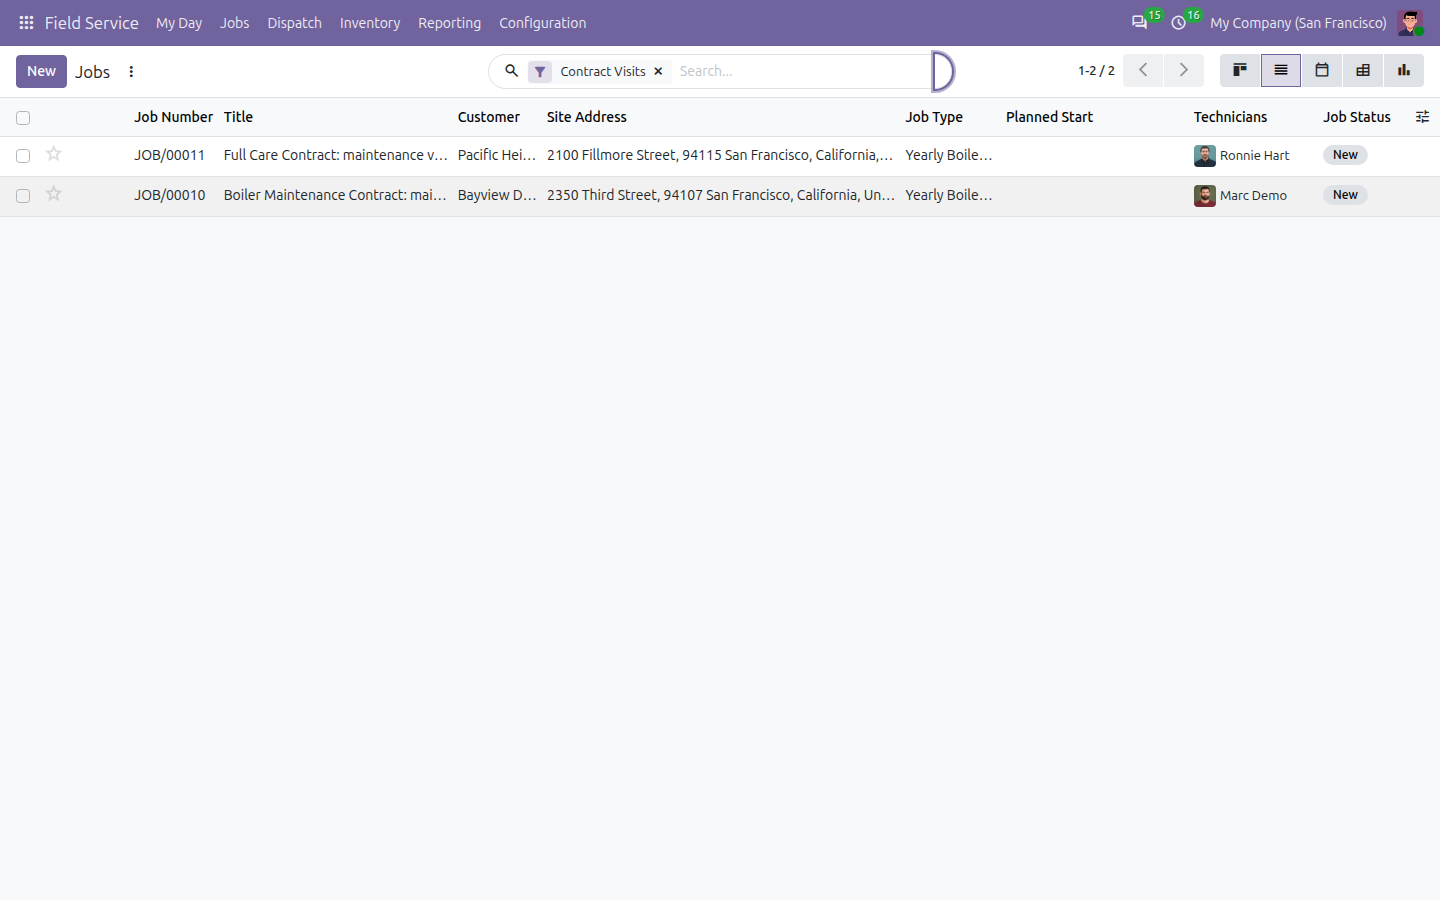 Field Service My Day Jobs Dispatch Inventory Reporting Configuration 15 16 My Company (San Francisco)
New Jobs Contract Visits Search... 1-2 / 2
Job Number Title Customer Site Address Job Type Planned Start Technicians Job Status
JOB/00011 Full Care Contract: maintenance v... Pacific Hei... 2100 Fillmore Street, 94115 San Francisco, California,... Yearly Boile... Ronnie Hart New
JOB/00010 Boiler Maintenance Contract: mai... Bayview D... 2350 Third Street, 94107 San Francisco, California, Un... Yearly Boile... Marc Demo New